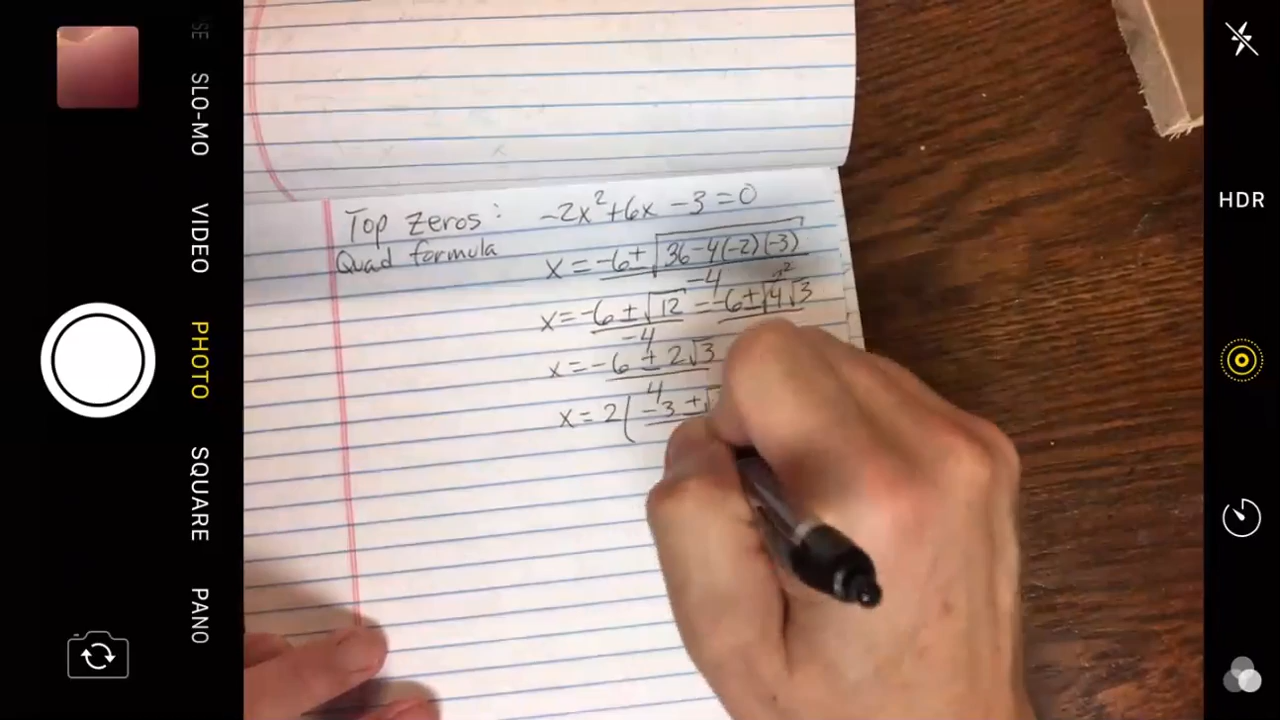 SE
SLO-MO
VIDEO
PHOTO
SQUARE
PANO
HDR
Top Zeros: -2x²+6x-3=0
Quad formula
x = -6±√36-4(-2)(-3)
-4
x = -6±√12 = -6±√4√3
-4
x = -6±2√3
4
x = 2(-3±√